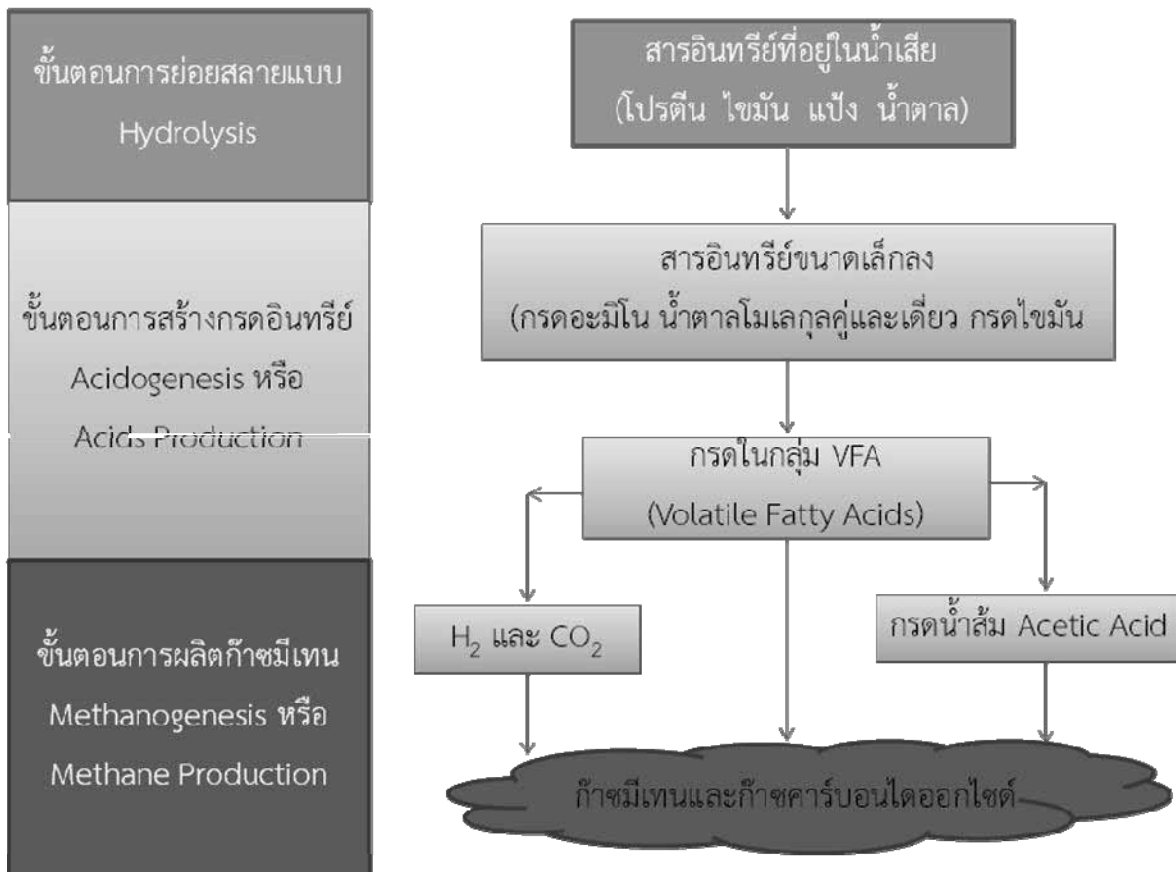 ขั้นตอนการย่อยสลายแบบ
Hydrolysis
สารอินทรีย์ที่อยู่ในน้ำเสีย
(โปรตีน ไขมัน แป้ง น้ำตาล)
ขั้นตอนการสร้างกรดอินทรีย์
Acidogenesis หรือ
Acids Production
สารอินทรีย์ขนาดเล็กลง
(กรดอะมิโน น้ำตาลโมเลกุลคู่และเดี่ยว กรดไขมัน
กรดในกลุ่ม VFA
(Volatile Fatty Acids)
ขั้นตอนการผลิตก๊าซมีเทน
Methanogenesis หรือ
Methane Production
H₂ และ CO₂
กรดน้ำส้ม Acetic Acid
ก๊าซมีเทนและก๊าซคาร์บอนไดออกไซด์